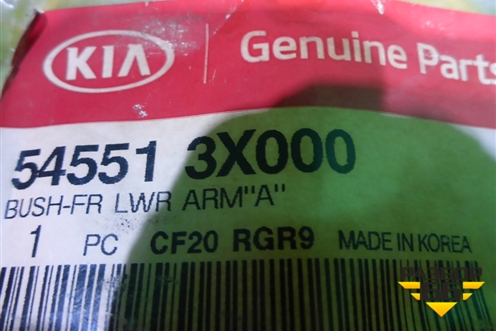 KIA Genuine Parts
54551 3X000
BUSH-FR LWR ARM"A"
1 PC CF20 RGR9 MADE IN KOREA